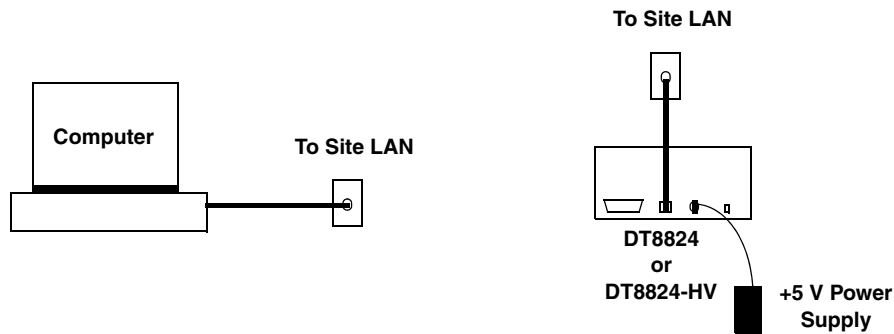 Computer
To Site LAN
To Site LAN
DT8824
or
DT8824-HV
+5 V Power
Supply